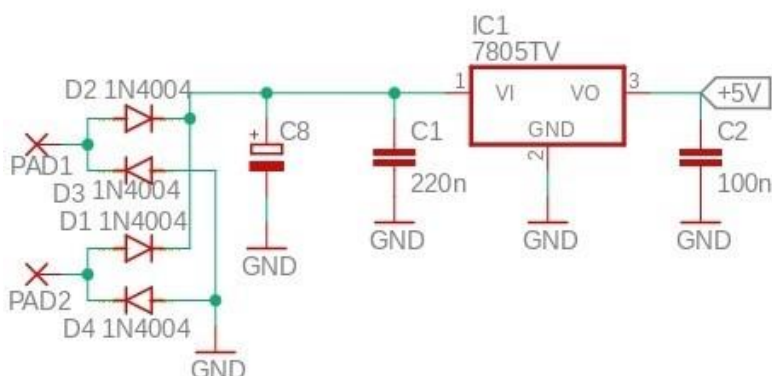 IC1
7805TV
D2 1N4004
1
VI
VO
3
+5V
GND
2
C8
+
C1
C2
PAD1
D3 1N4004
220n
100n
D1 1N4004
GND
GND
GND
GND
PAD2
D4 1N4004
GND